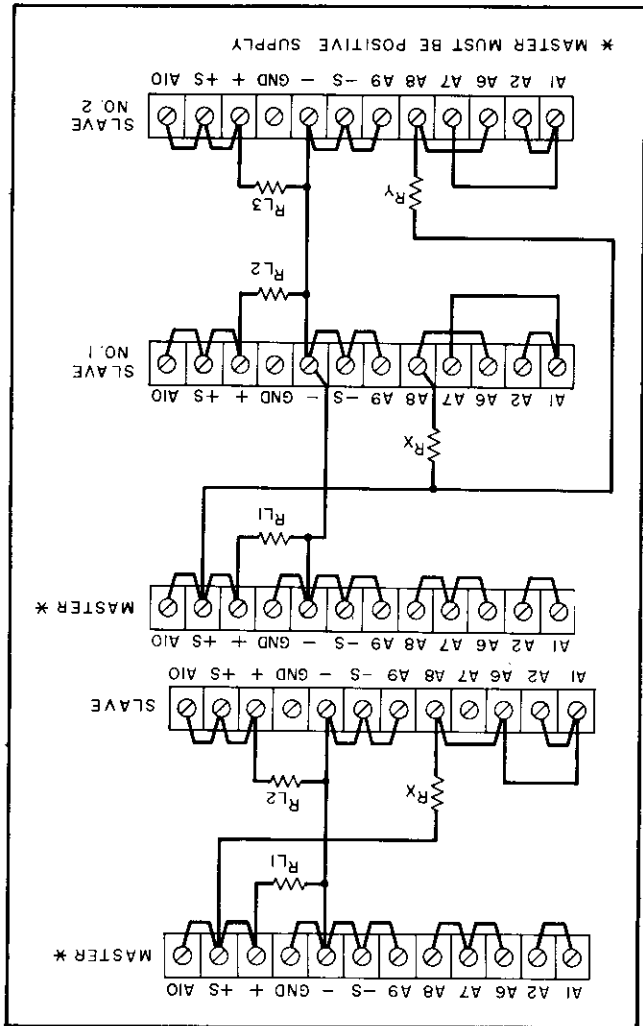 A1 A2 A6 A7 A8 A9 -S - GND + +S A10
MASTER *
RL1
RX RL2
SLAVE
A1 A2 A6 A7 A8 A9 -S - GND + +S A10
A1 A2 A6 A7 A8 A9 -S - GND + +S A10
MASTER *
RL1
RX
A1 A2 A6 A7 A8 A9 -S - GND + +S A10
SLAVE
NO.1
RL2
RL3
RY
SLAVE
NO. 2
A1 A2 A6 A7 A8 A9 -S - GND + +S A10
* MASTER MUST BE POSITIVE SUPPLY